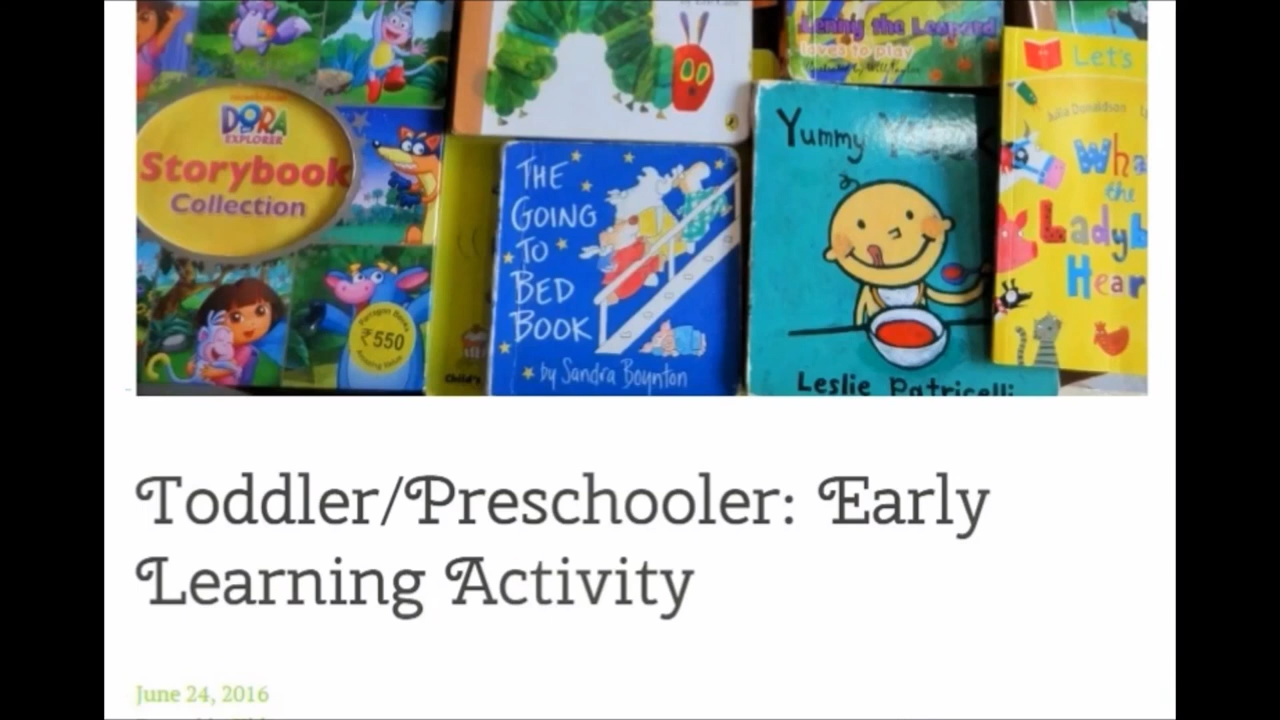 Lenny the Leopard
loves to play
DORA
EXPLORER
Storybook
Collection
₹550
Child's
THE
GOING
TO
BED
BOOK
by Sandra Boynton
Yummy
Leslie Patricelli
Let's
Julia Donaldson
Wha
the
Ladyb
Hear
Toddler/Preschooler: Early
Learning Activity
June 24, 2016